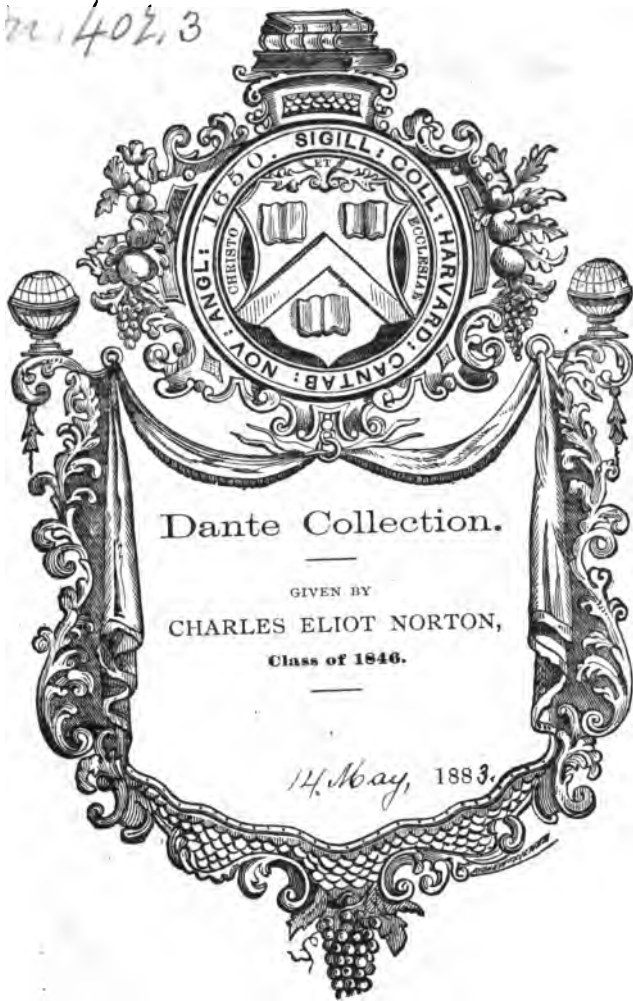 402.3
SIGILL: COLL: HARVARD: CANTAB: NOV: ANGL: 1650.
CHRISTO ET ECCLESIAE
Dante Collection.
GIVEN BY
CHARLES ELIOT NORTON,
Class of 1846.
14, May, 1883.